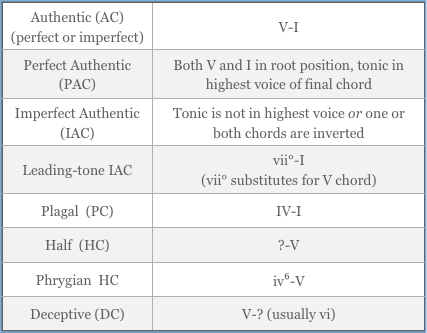 Authentic (AC)
(perfect or imperfect)
V-I
Perfect Authentic
(PAC)
Both V and I in root position, tonic in
highest voice of final chord
Imperfect Authentic
(IAC)
Tonic is not in highest voice or one or
both chords are inverted
Leading-tone IAC
vii°-I
(vii° substitutes for V chord)
Plagal (PC)
IV-I
Half (HC)
?-V
Phrygian HC
iv⁶-V
Deceptive (DC)
V-? (usually vi)